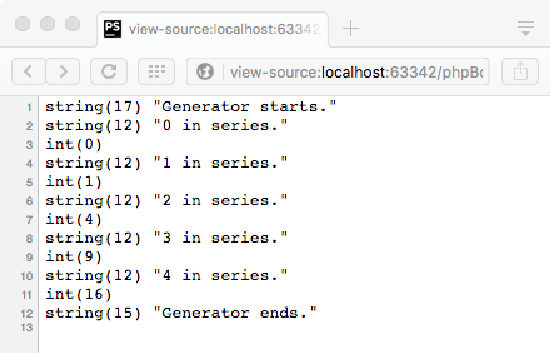 PS view-source:localhost:63342
view-source:localhost:63342/phpBo
1 string(17) "Generator starts."
2 string(12) "0 in series."
3 int(0)
4 string(12) "1 in series."
5 int(1)
6 string(12) "2 in series."
7 int(4)
8 string(12) "3 in series."
9 int(9)
10 string(12) "4 in series."
11 int(16)
12 string(15) "Generator ends."
13